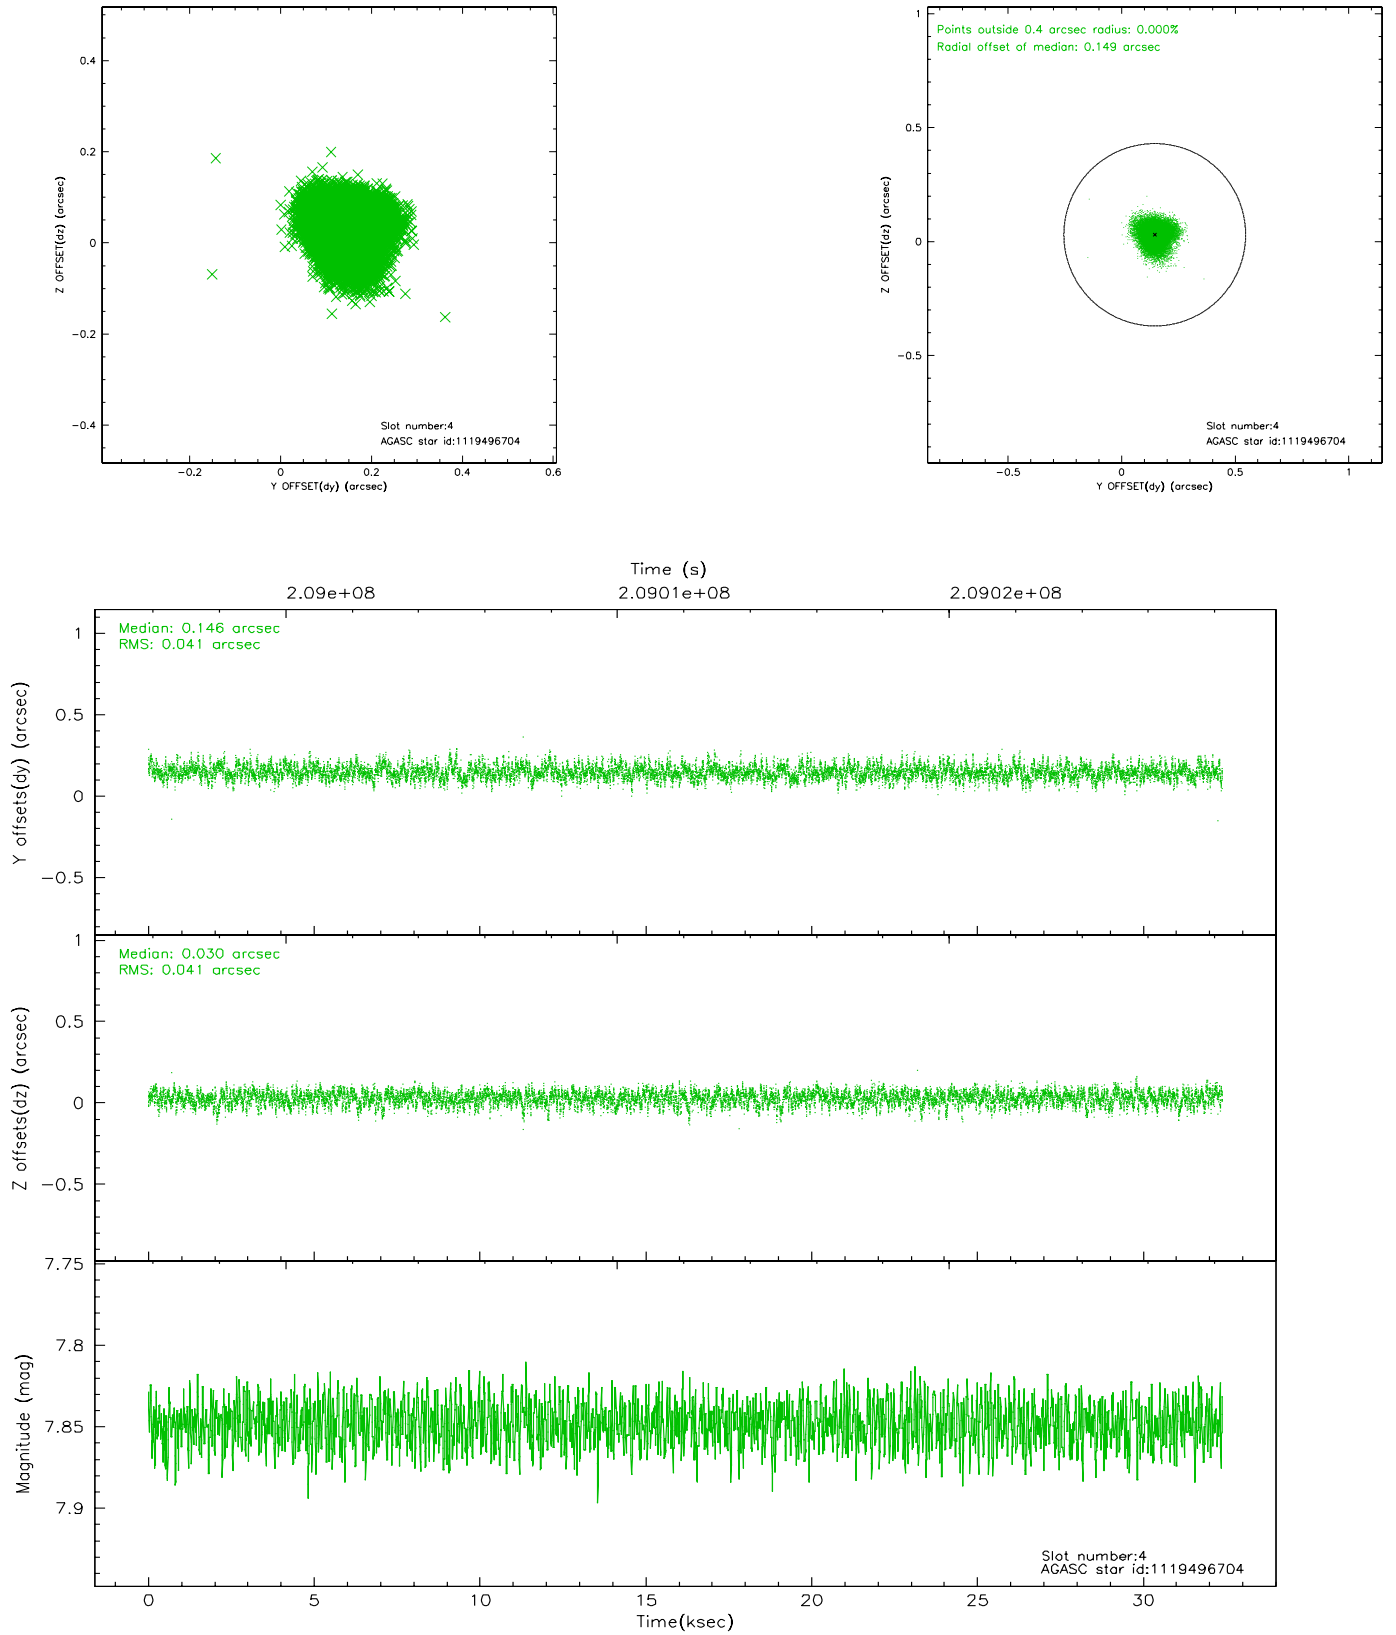 0.4
0.2
0
−0.2
−0.4
Z OFFSET(dz) (arcsec)
Slot number:4
AGASC star id:1119496704
−0.2 0 0.2 0.4 0.6
Y OFFSET(dy) (arcsec)
Points outside 0.4 arcsec radius: 0.000%
Radial offset of median: 0.149 arcsec
1
0.5
0
−0.5
Z OFFSET(dz) (arcsec)
Slot number:4
AGASC star id:1119496704
−0.5 0 0.5 1
Y OFFSET(dy) (arcsec)
Time (s)
2.09e+08 2.0901e+08 2.0902e+08
Median: 0.146 arcsec
RMS: 0.041 arcsec
1
0.5
0
−0.5
Y offsets(dy) (arcsec)
Median: 0.030 arcsec
RMS: 0.041 arcsec
1
0.5
0
−0.5
Z offsets(dz) (arcsec)
7.75
7.8
7.85
7.9
Magnitude (mag)
Slot number:4
AGASC star id:1119496704
0 5 10 15 20 25 30
Time(ksec)